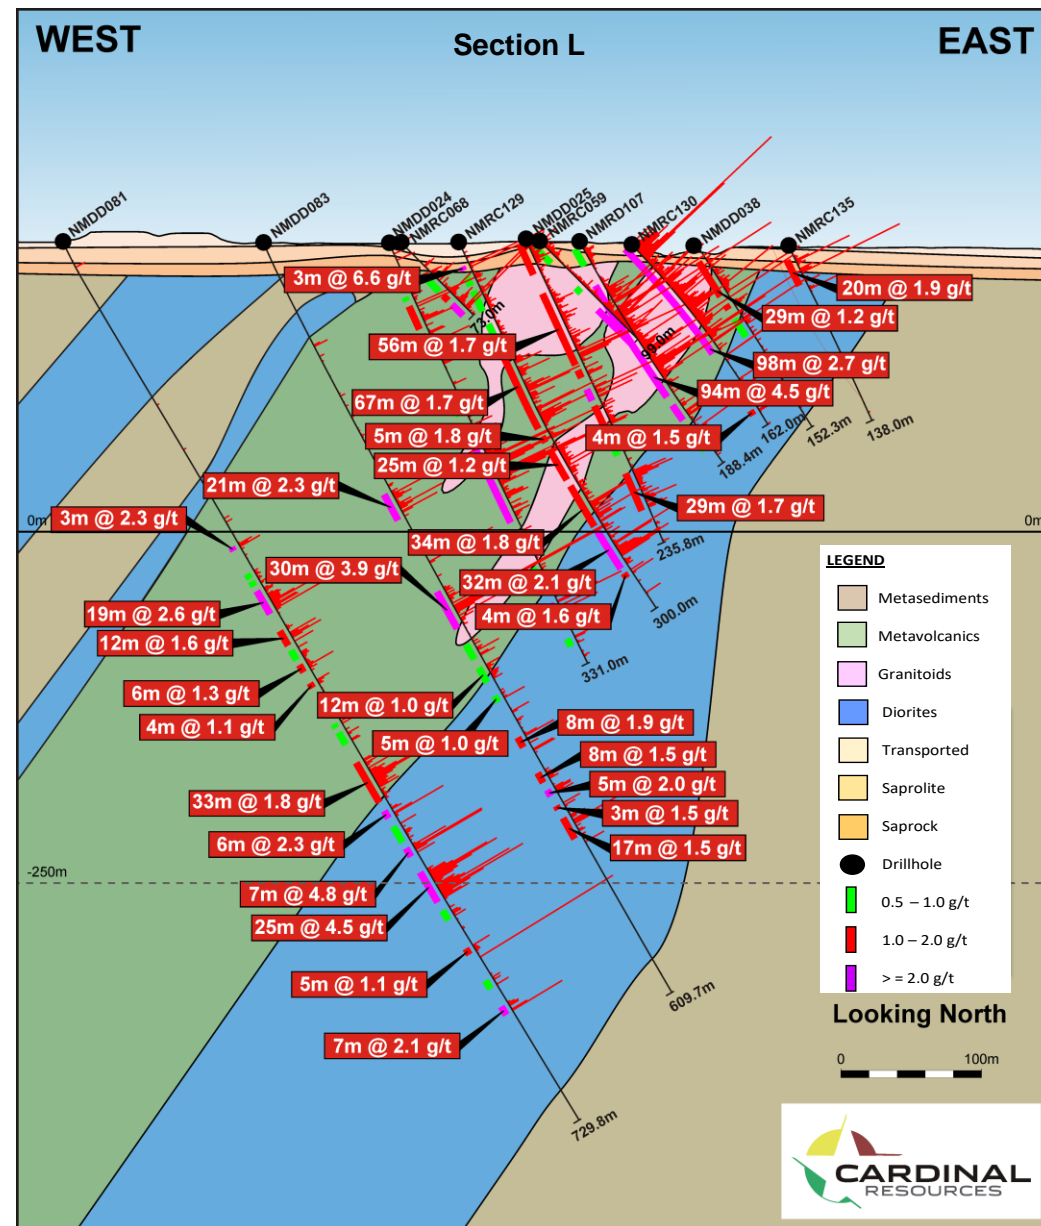 WEST
Section L
EAST
NMDD081
NMDD083
NMDD024
NMRC068
NMRC129
NMDD025
NMRC059
NMRD107
NMRC130
NMDD038
NMRC135
3m @ 6.6 g/t
73.0m
20m @ 1.9 g/t
29m @ 1.2 g/t
56m @ 1.7 g/t
99.0m
98m @ 2.7 g/t
94m @ 4.5 g/t
67m @ 1.7 g/t
5m @ 1.8 g/t
4m @ 1.5 g/t
162.0m
152.3m
138.0m
25m @ 1.2 g/t
188.4m
21m @ 2.3 g/t
29m @ 1.7 g/t
3m @ 2.3 g/t
0m
0m
34m @ 1.8 g/t
235.8m
30m @ 3.9 g/t
32m @ 2.1 g/t
19m @ 2.6 g/t
4m @ 1.6 g/t
300.0m
12m @ 1.6 g/t
331.0m
6m @ 1.3 g/t
12m @ 1.0 g/t
4m @ 1.1 g/t
5m @ 1.0 g/t
8m @ 1.9 g/t
8m @ 1.5 g/t
5m @ 2.0 g/t
33m @ 1.8 g/t
3m @ 1.5 g/t
6m @ 2.3 g/t
17m @ 1.5 g/t
-250m
7m @ 4.8 g/t
25m @ 4.5 g/t
5m @ 1.1 g/t
609.7m
7m @ 2.1 g/t
729.8m
LEGEND
Metasediments
Metavolcanics
Granitoids
Diorites
Transported
Saprolite
Saprock
Drillhole
0.5 – 1.0 g/t
1.0 – 2.0 g/t
> = 2.0 g/t
Looking North
0 100m
CARDINAL
RESOURCES